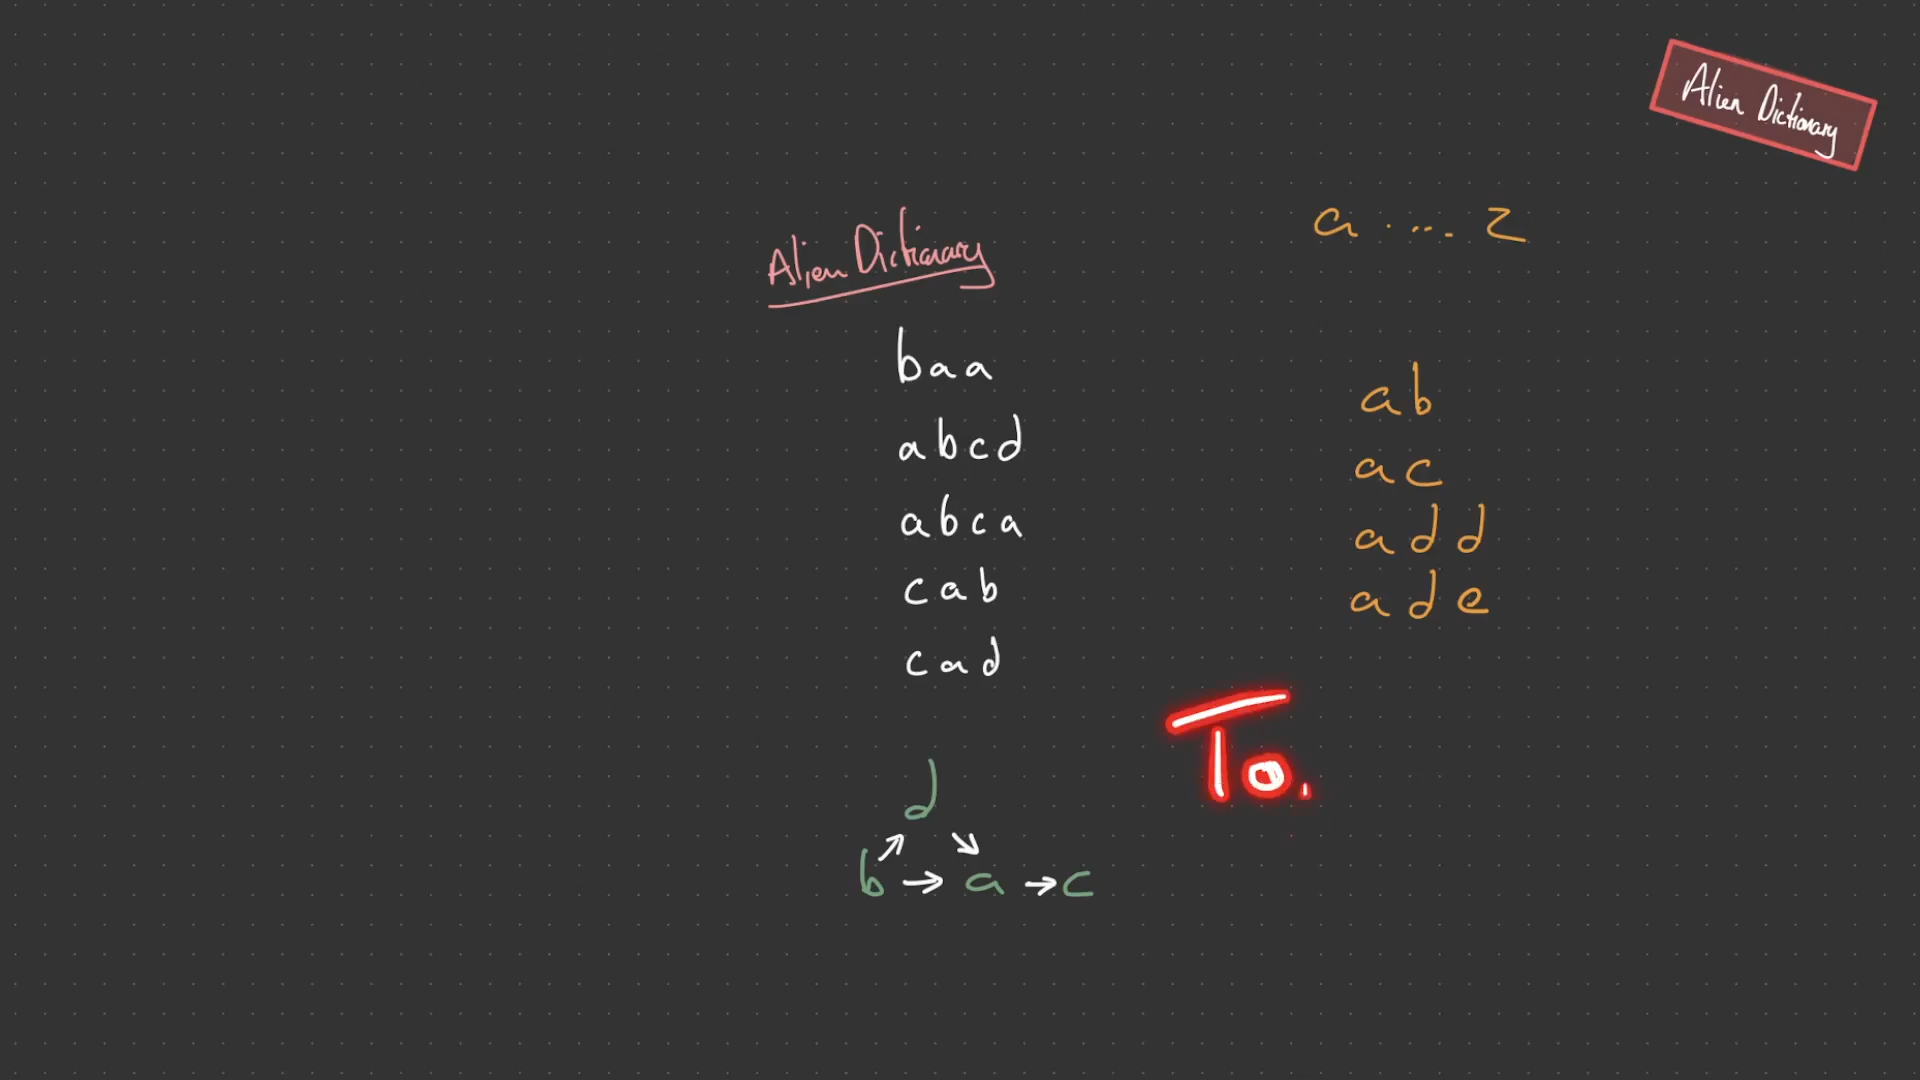 Alien Dictionary
Alien Dictionary
a .... z
baa
abcd
abca
cab
cad
ab
ac
add
ade
To.
d
b → a → c